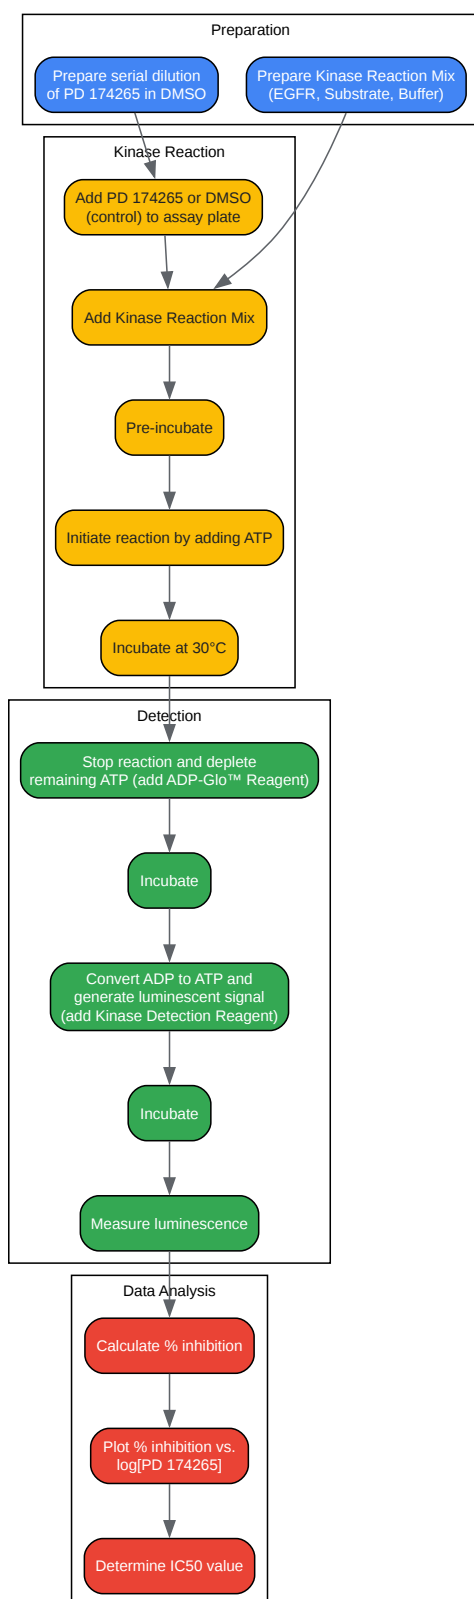 Preparation
Prepare serial dilution
of PD 174265 in DMSO
Prepare Kinase Reaction Mix
(EGFR, Substrate, Buffer)
Kinase Reaction
Add PD 174265 or DMSO
(control) to assay plate
Add Kinase Reaction Mix
Pre-incubate
Initiate reaction by adding ATP
Incubate at 30°C
Detection
Stop reaction and deplete
remaining ATP (add ADP-Glo™ Reagent)
Incubate
Convert ADP to ATP and
generate luminescent signal
(add Kinase Detection Reagent)
Incubate
Measure luminescence
Data Analysis
Calculate % inhibition
Plot % inhibition vs.
log[PD 174265]
Determine IC50 value